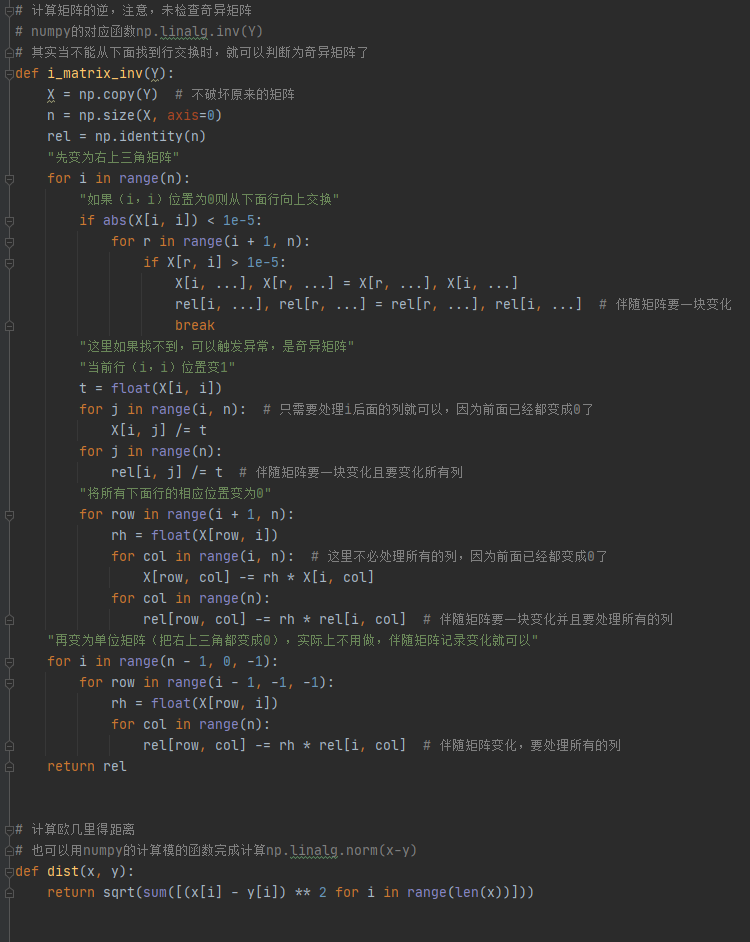 # 计算矩阵的逆，注意，未检查奇异矩阵
# numpy的对应函数np.linalg.inv(Y)
# 其实当不能从下面找到行交换时，就可以判断为奇异矩阵了
def i_matrix_inv(Y):
    X = np.copy(Y)  # 不破坏原来的矩阵
    n = np.size(X, axis=0)
    rel = np.identity(n)
    "先变为右上三角矩阵"
    for i in range(n):
        "如果（i，i）位置为0则从下面行向上交换"
        if abs(X[i, i]) < 1e-5:
            for r in range(i + 1, n):
                if X[r, i] > 1e-5:
                    X[i, ...], X[r, ...] = X[r, ...], X[i, ...]
                    rel[i, ...], rel[r, ...] = rel[r, ...], rel[i, ...]  # 伴随矩阵要一块变化
                    break
        "这里如果找不到，可以触发异常，是奇异矩阵"
        "当前行（i，i）位置变1"
        t = float(X[i, i])
        for j in range(i, n):  # 只需要处理i后面的列就可以，因为前面已经都变成0了
            X[i, j] /= t
        for j in range(n):
            rel[i, j] /= t  # 伴随矩阵要一块变化且要变化所有列
        "将所有下面行的相应位置变为0"
        for row in range(i + 1, n):
            rh = float(X[row, i])
            for col in range(i, n):  # 这里不必处理所有的列，因为前面已经都变成0了
                X[row, col] -= rh * X[i, col]
            for col in range(n):
                rel[row, col] -= rh * rel[i, col]  # 伴随矩阵要一块变化并且要处理所有的列
    "再变为单位矩阵（把右上三角都变成0），实际上不用做，伴随矩阵记录变化就可以"
    for i in range(n - 1, 0, -1):
        for row in range(i - 1, -1, -1):
            rh = float(X[row, i])
            for col in range(n):
                rel[row, col] -= rh * rel[i, col]  # 伴随矩阵变化，要处理所有的列
    return rel
# 计算欧几里得距离
# 也可以用numpy的计算模的函数完成计算np.linalg.norm(x-y)
def dist(x, y):
    return sqrt(sum([(x[i] - y[i]) ** 2 for i in range(len(x))]))